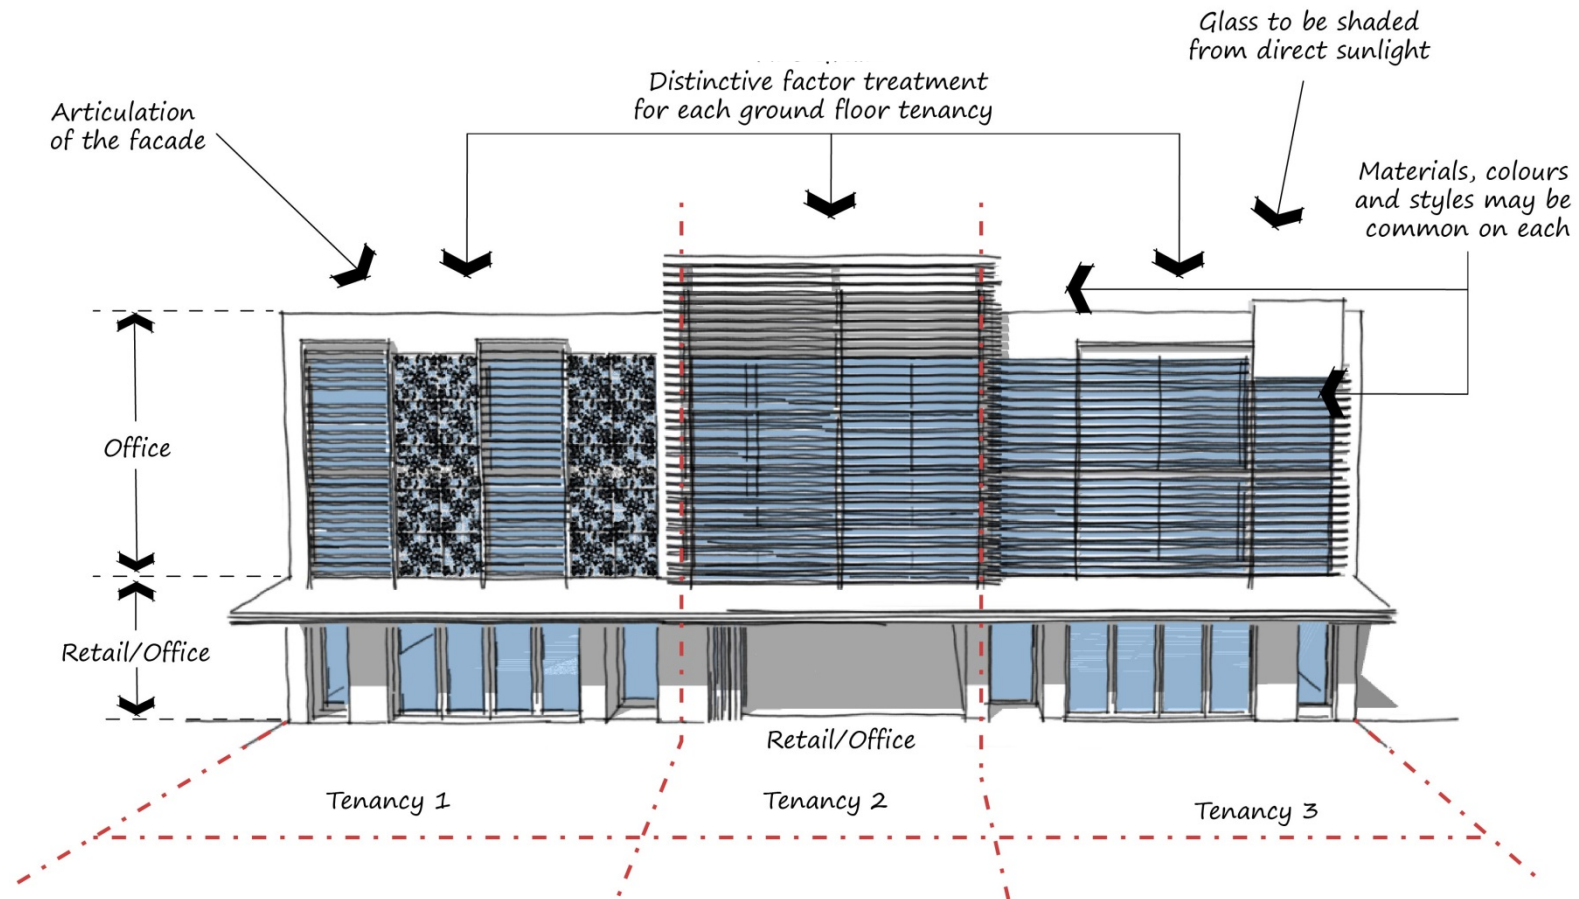 Glass to be shaded
from direct sunlight
Distinctive factor treatment
for each ground floor tenancy
Articulation
of the facade
Materials, colours
and styles may be
common on each
Office
Retail/Office
Retail/Office
Tenancy 1
Tenancy 2
Tenancy 3